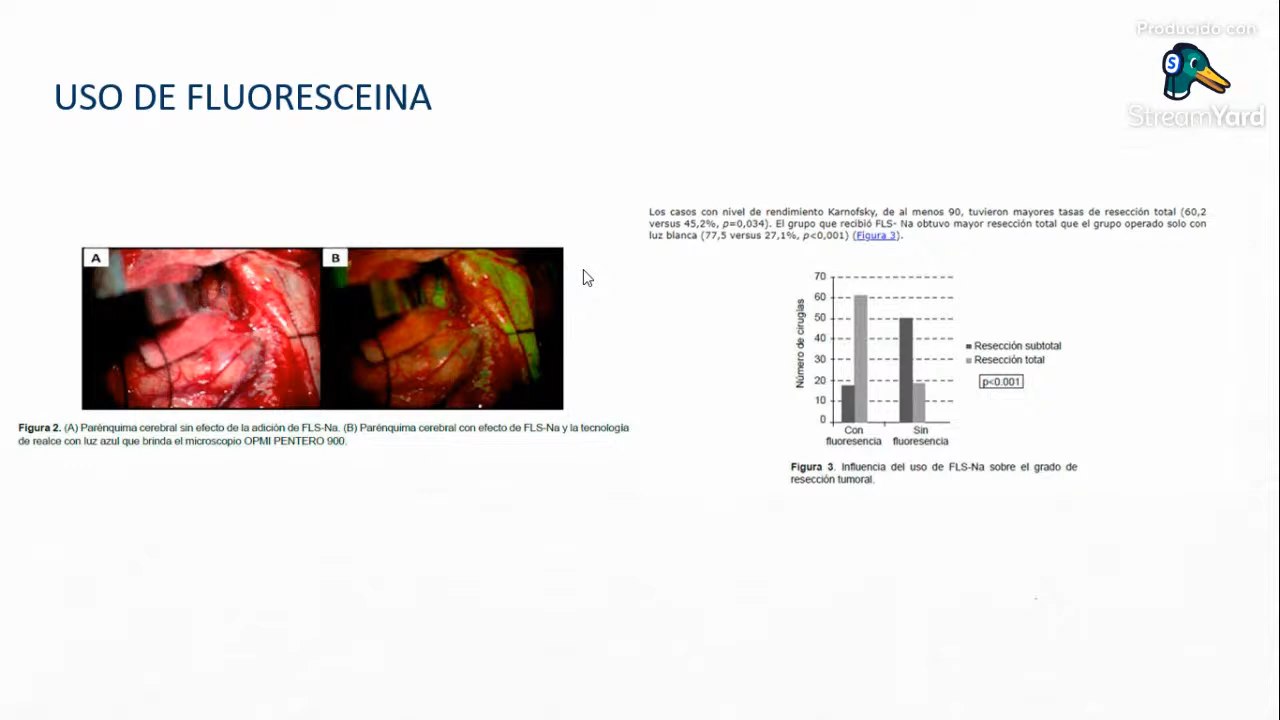 Producido con
S
StreamYard
USO DE FLUORESCEINA
Los casos con nivel de rendimiento Karnofsky, de al menos 90, tuvieron mayores tasas de resección total (60,2
versus 45,2%, p=0,034). El grupo que recibió FLS- Na obtuvo mayor resección total que el grupo operado solo con
luz blanca (77,5 versus 27,1%, p<0,001) (Figura 3).
A
B
Figura 2. (A) Parénquima cerebral sin efecto de la adición de FLS-Na. (B) Parénquima cerebral con efecto de FLS-Na y la tecnología
de realce con luz azul que brinda el microscopio OPMI PENTERO 900.
Número de cirugías
70
60
50
40
30
20
10
0
Con
fluoresencia
Sin
fluoresencia
Resección subtotal
Resección total
p<0.001
Figura 3. Influencia del uso de FLS-Na sobre el grado de
resección tumoral.